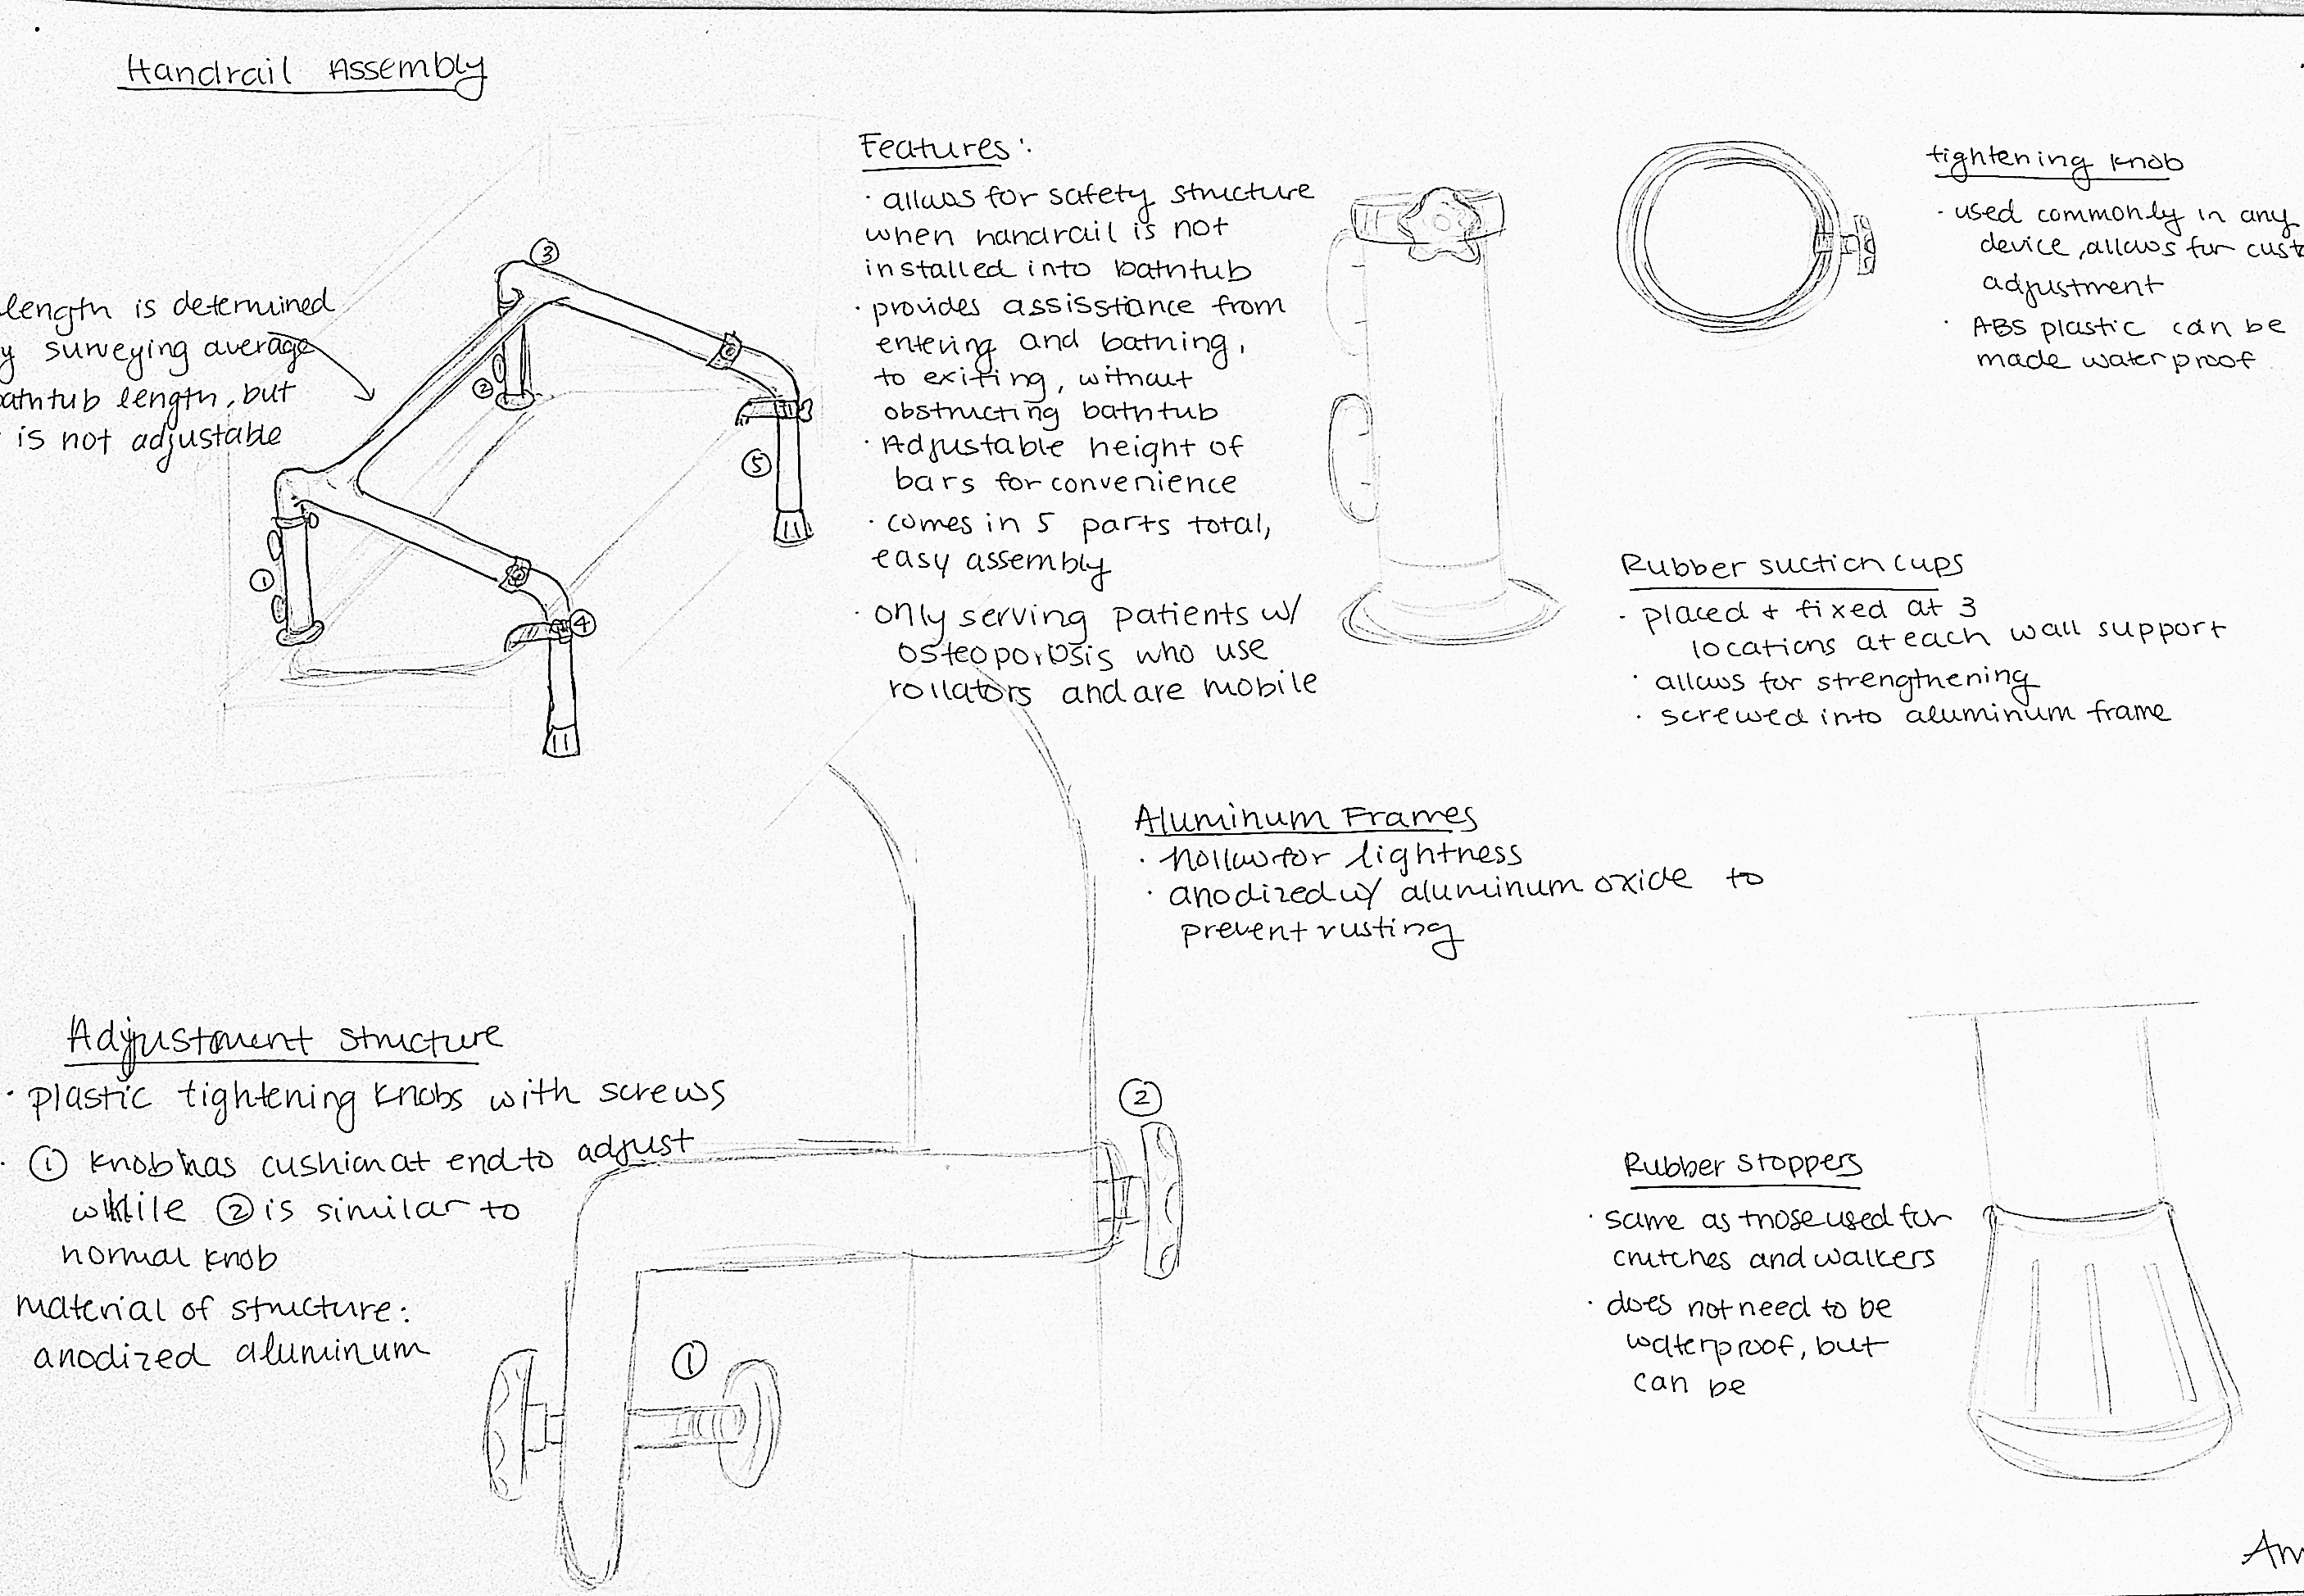 Handrail Assembly
length is determined
surveying average
bathtub length, but
is not adjustable
③
②
⑤
①
④
Features:
· allows for safety structure
when handrail is not
installed into bathtub
· provides assisstance from
entering and bathing,
to exiting, without
obstructing bathtub
· Adjustable height of
bars for convenience
· comes in 5 parts total,
easy assembly
· only serving patients w/
osteoporosis who use
rollators and are mobile
tightening knob
· used commonly in any
device, allows for cust
adjustment
· ABS plastic can be
made waterproof
Rubber suction cups
· placed & fixed at 3
locations at each wall support
· allows for strengthening
· screwed into aluminum frame
Aluminum Frames
· hollow for lightness
· anodized w/ aluminum oxide to
prevent rusting
Adjustment structure
· plastic tightening knobs with screws
· ① knob has cushion at end to adjust
while ② is similar to
normal knob
material of structure:
anodized aluminum
②
①
Rubber stoppers
· same as those used for
crutches and walkers
· does not need to be
waterproof, but
can be